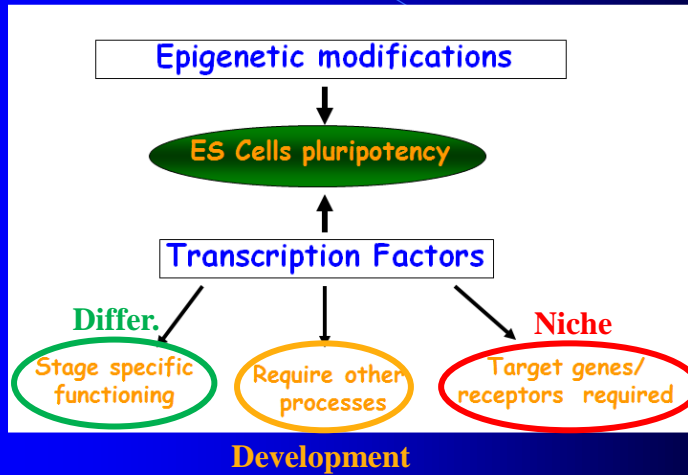 Epigenetic modifications
ES Cells pluripotency
Transcription Factors
Differ.
Niche
Stage specific
functioning
Require other
processes
Target genes/
receptors required
Development